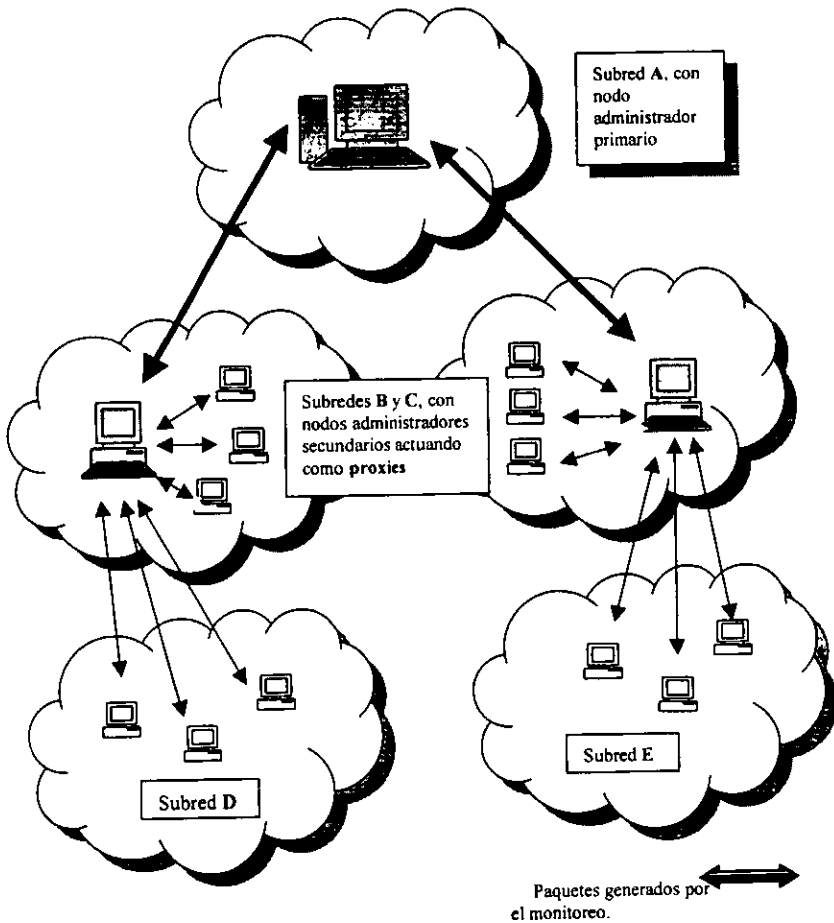 Subred A, con
nodo
administrador
primario
Subredes B y C, con
nodos administradores
secundarios actuando
como proxies
Subred D
Subred E
Paquetes generados por
el monitoreo.